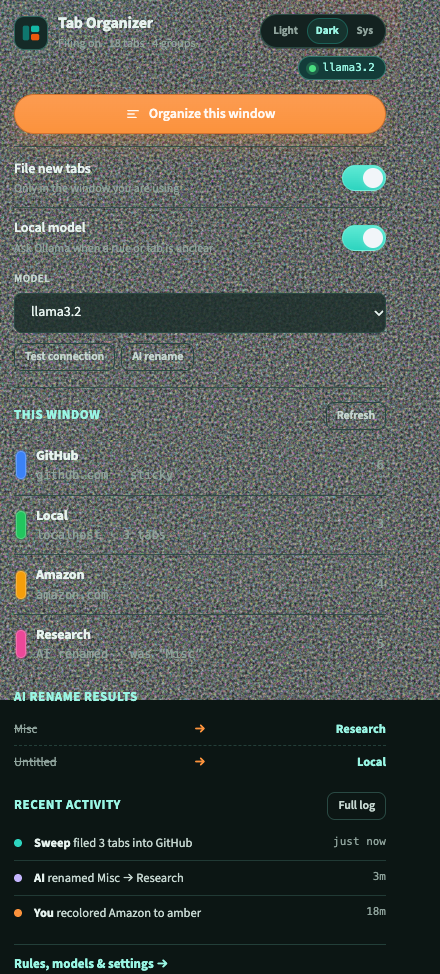 Tab Organizer
Filing on · 18 tabs · 4 groups
Light Dark Sys
llama3.2
Organize this window
File new tabs
Only in the window you are using
Local model
Ask Ollama when a rule or tab is unclear
MODEL
llama3.2
Test connection AI rename
THIS WINDOW Refresh
GitHub
github.com · sticky
6
Local
localhost · 3 tabs
3
Amazon
amazon.com
4
Research
AI renamed · was "Misc"
5
AI RENAME RESULTS
Misc → Research
Untitled → Local
RECENT ACTIVITY Full log
Sweep filed 3 tabs into GitHub just now
AI renamed Misc → Research 3m
You recolored Amazon to amber 18m
Rules, models & settings →